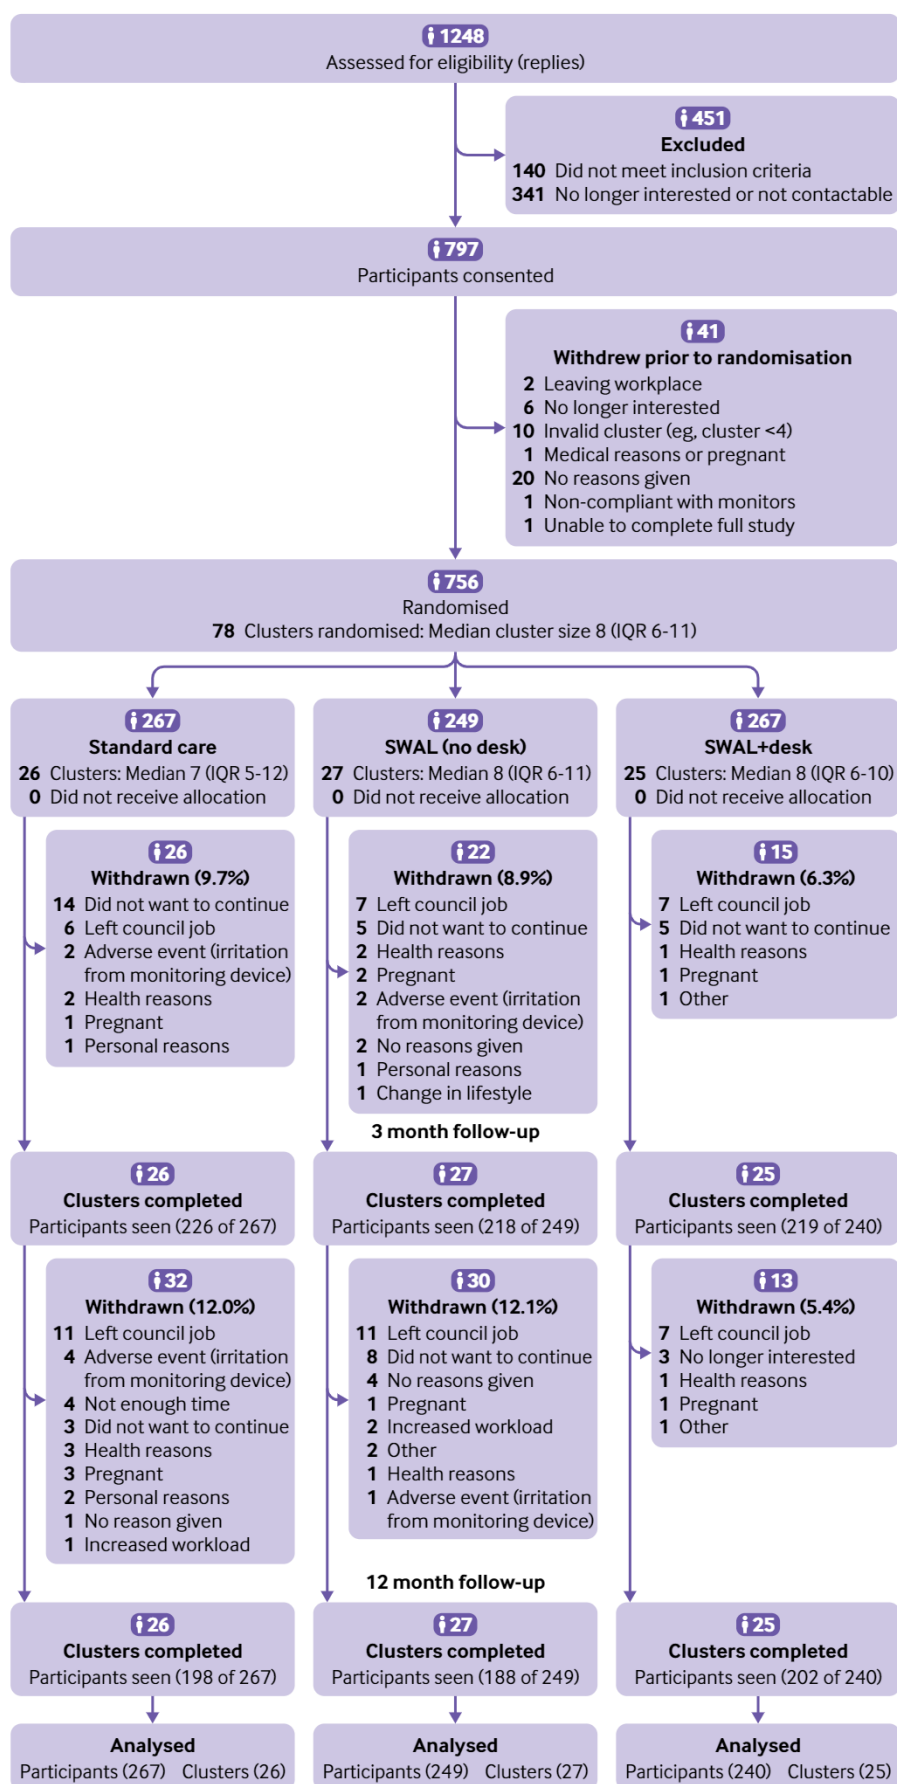 1248
Assessed for eligibility (replies)
451
Excluded
140 Did not meet inclusion criteria
341 No longer interested or not contactable
797
Participants consented
41
Withdrew prior to randomisation
2 Leaving workplace
6 No longer interested
10 Invalid cluster (eg, cluster <4)
1 Medical reasons or pregnant
20 No reasons given
1 Non-compliant with monitors
1 Unable to complete full study
756
Randomised
78 Clusters randomised: Median cluster size 8 (IQR 6-11)
267
Standard care
26 Clusters: Median 7 (IQR 5-12)
0 Did not receive allocation
249
SWAL (no desk)
27 Clusters: Median 8 (IQR 6-11)
0 Did not receive allocation
267
SWAL+desk
25 Clusters: Median 8 (IQR 6-10)
0 Did not receive allocation
26
Withdrawn (9.7%)
14 Did not want to continue
6 Left council job
2 Adverse event (irritation
from monitoring device)
2 Health reasons
1 Pregnant
1 Personal reasons
22
Withdrawn (8.9%)
7 Left council job
5 Did not want to continue
2 Health reasons
2 Pregnant
2 Adverse event (irritation
from monitoring device)
2 No reasons given
1 Personal reasons
1 Change in lifestyle
15
Withdrawn (6.3%)
7 Left council job
5 Did not want to continue
1 Health reasons
1 Pregnant
1 Other
3 month follow-up
26
Clusters completed
Participants seen (226 of 267)
27
Clusters completed
Participants seen (218 of 249)
25
Clusters completed
Participants seen (219 of 240)
32
Withdrawn (12.0%)
11 Left council job
4 Adverse event (irritation
from monitoring device)
4 Not enough time
3 Did not want to continue
3 Health reasons
3 Pregnant
2 Personal reasons
1 No reason given
1 Increased workload
30
Withdrawn (12.1%)
11 Left council job
8 Did not want to continue
4 No reasons given
1 Pregnant
2 Increased workload
2 Other
1 Health reasons
1 Adverse event (irritation
from monitoring device)
13
Withdrawn (5.4%)
7 Left council job
3 No longer interested
1 Health reasons
1 Pregnant
1 Other
12 month follow-up
26
Clusters completed
Participants seen (198 of 267)
27
Clusters completed
Participants seen (188 of 249)
25
Clusters completed
Participants seen (202 of 240)
Analysed
Participants (267) Clusters (26)
Analysed
Participants (249) Clusters (27)
Analysed
Participants (240) Clusters (25)